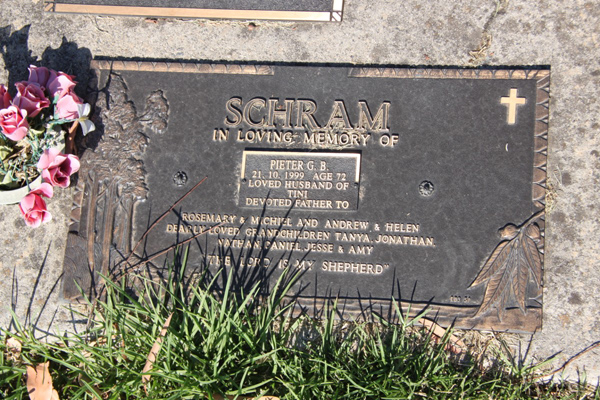 SCHRAM
IN LOVING MEMORY OF
PIETER G. B.
21. 10. 1999 AGE 72
LOVED HUSBAND OF
TINI
DEVOTED FATHER TO
ROSEMARY & MICHIEL AND ANDREW & HELEN
DEARLY LOVED GRANDCHILDREN TANYA, JONATHAN,
NATHAN, DANIEL, JESSE & AMY
"THE LORD IS MY SHEPHERD"